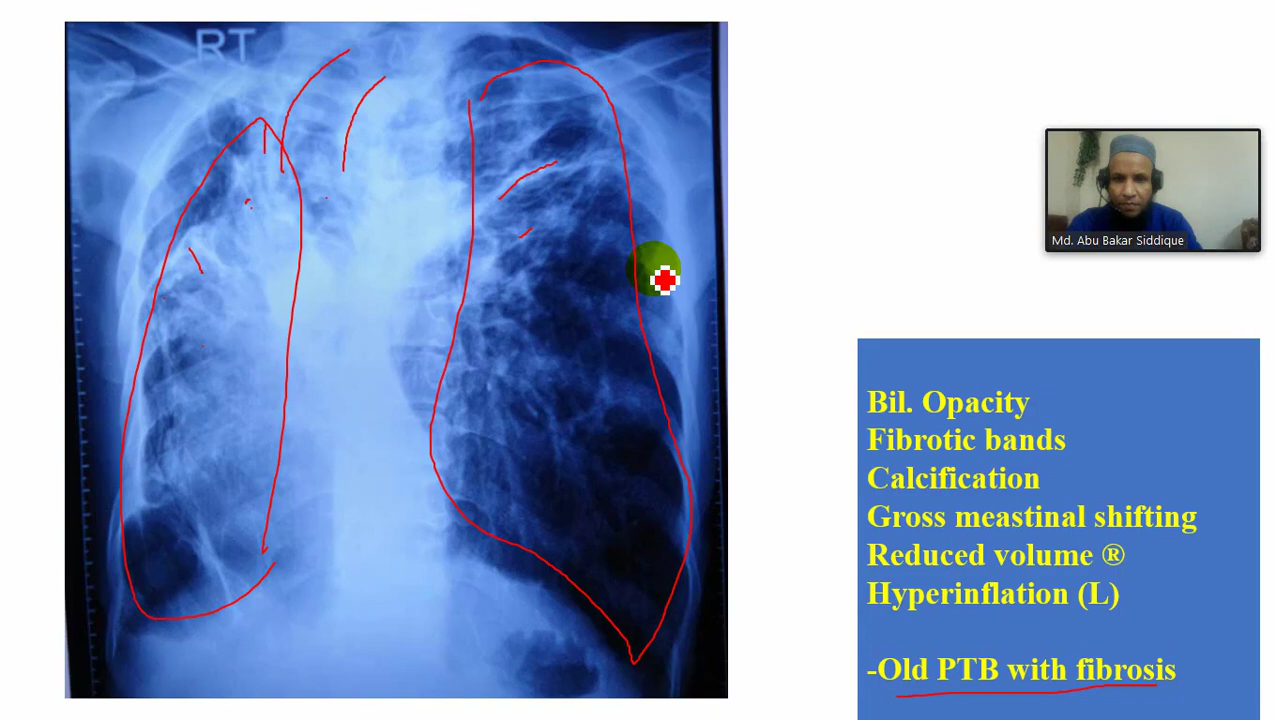 RT
Md. Abu Bakar Siddique
Bil. Opacity
Fibrotic bands
Calcification
Gross meastinal shifting
Reduced volume ®
Hyperinflation (L)
-Old PTB with fibrosis